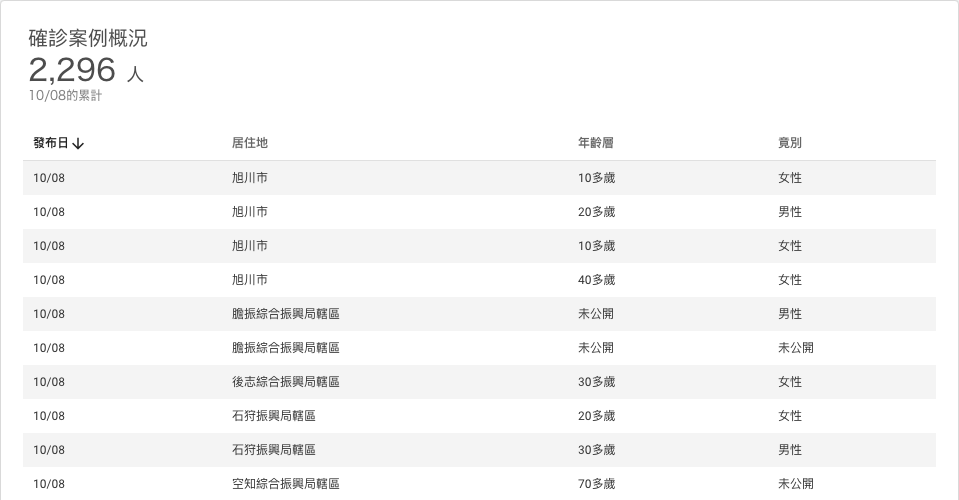 確診案例概況
2,296 人
10/08的累計
發布日↓ 居住地 年齡層 竟別
10/08 旭川市 10多歲 女性
10/08 旭川市 20多歲 男性
10/08 旭川市 10多歲 女性
10/08 旭川市 40多歲 女性
10/08 膽振綜合振興局轄區 未公開 男性
10/08 膽振綜合振興局轄區 未公開 未公開
10/08 後志綜合振興局轄區 30多歲 女性
10/08 石狩振興局轄區 20多歲 女性
10/08 石狩振興局轄區 30多歲 男性
10/08 空知綜合振興局轄區 70多歲 未公開